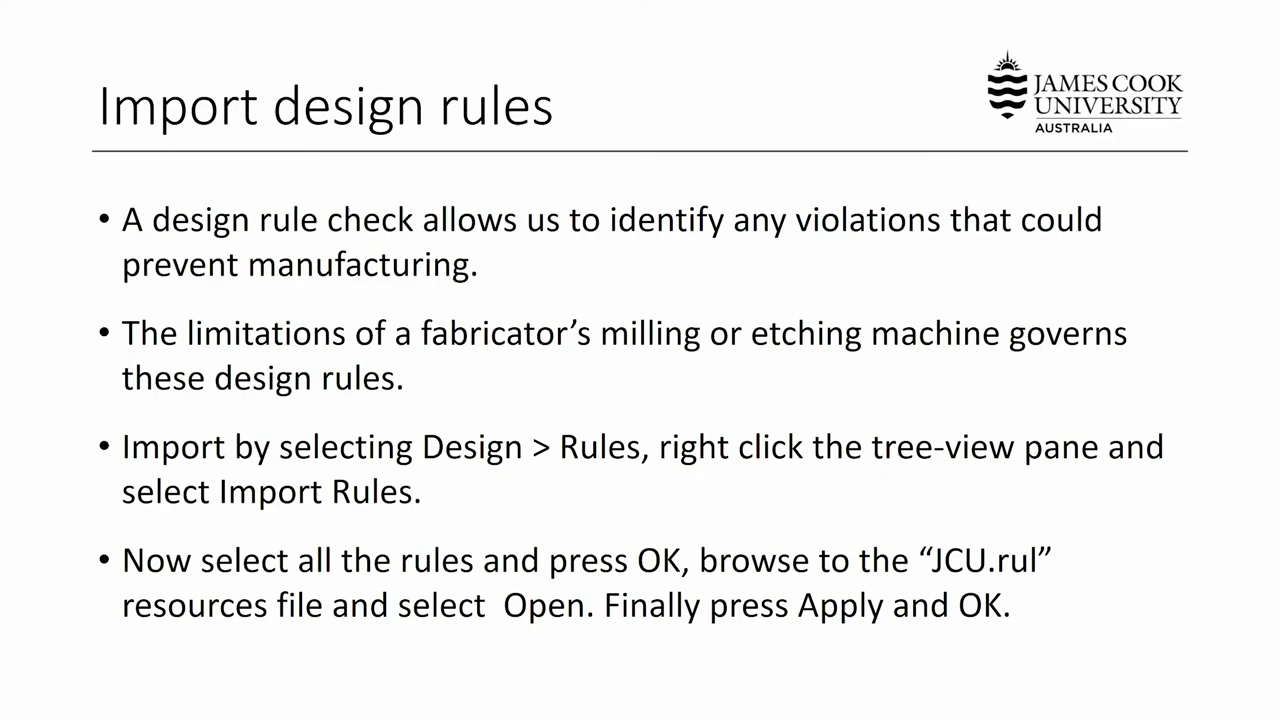 Import design rules
JAMES COOK
UNIVERSITY
AUSTRALIA
• A design rule check allows us to identify any violations that could
prevent manufacturing.
• The limitations of a fabricator’s milling or etching machine governs
these design rules.
• Import by selecting Design > Rules, right click the tree-view pane and
select Import Rules.
• Now select all the rules and press OK, browse to the “JCU.rul”
resources file and select  Open. Finally press Apply and OK.